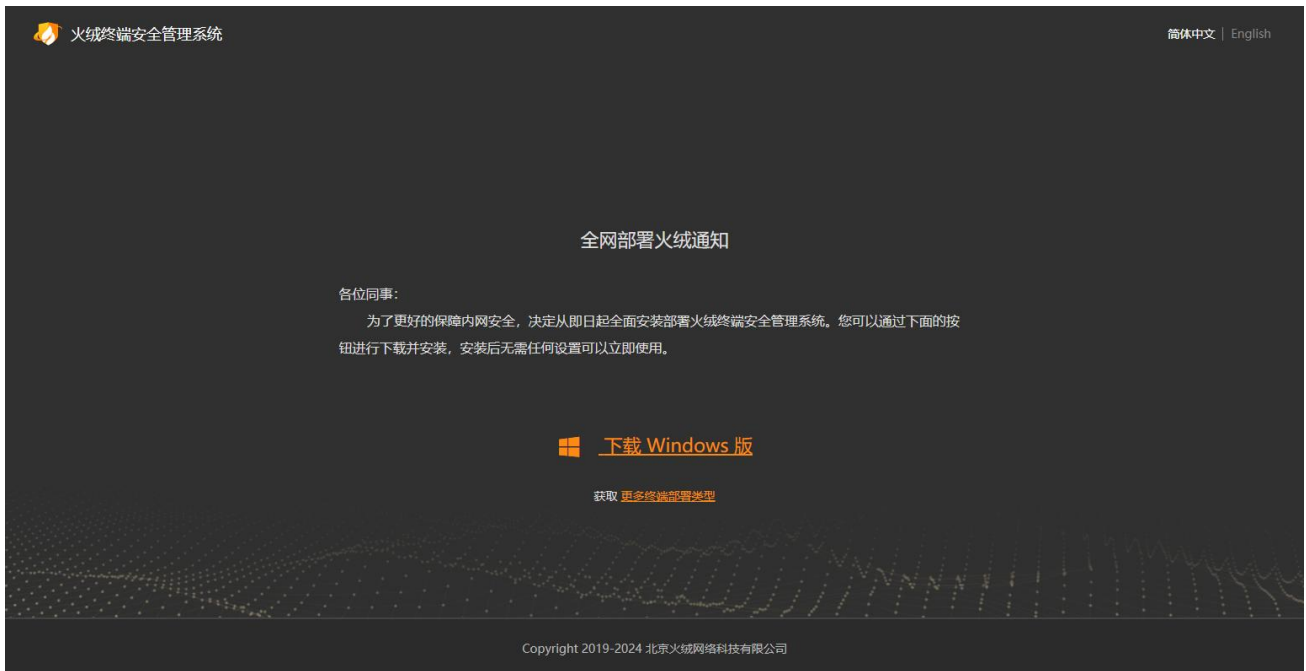 火绒终端安全管理系统
简体中文 | English
全网部署火绒通知
各位同事:
为了更好的保障内网安全，决定从即日起全面安装部署火绒终端安全管理系统。您可以通过下面的按
钮进行下载并安装，安装后无需任何设置可以立即使用。
下载 Windows 版
获取 更多终端部署类型
Copyright 2019-2024 北京火绒网络科技有限公司